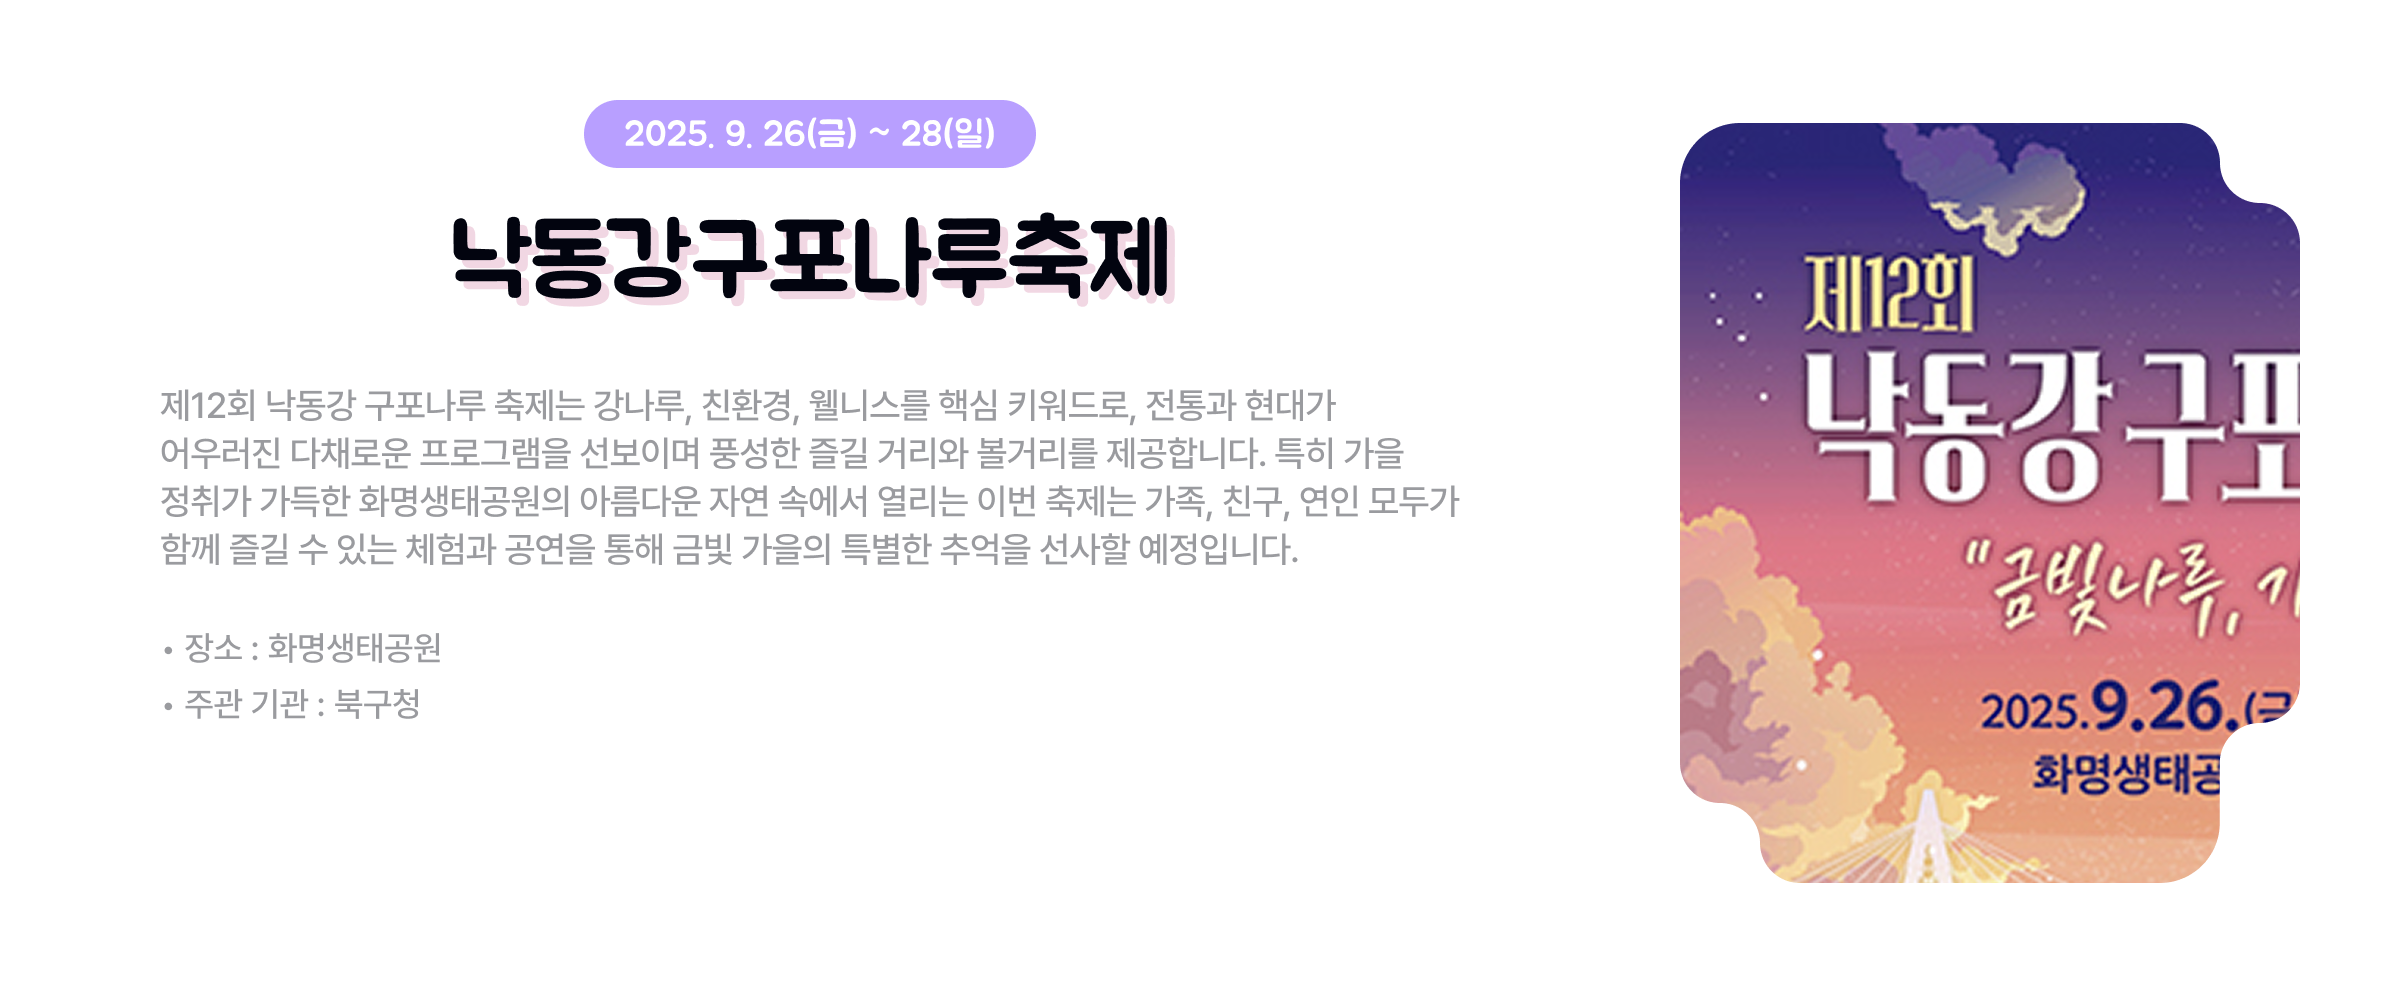 2025. 9. 26(금) ~ 28(일)
낙동강구포나루축제
제12회 낙동강 구포나루 축제는 강나루, 친환경, 웰니스를 핵심 키워드로, 전통과 현대가
어우러진 다채로운 프로그램을 선보이며 풍성한 즐길 거리와 볼거리를 제공합니다. 특히 가을
정취가 가득한 화명생태공원의 아름다운 자연 속에서 열리는 이번 축제는 가족, 친구, 연인 모두가
함께 즐길 수 있는 체험과 공연을 통해 금빛 가을의 특별한 추억을 선사할 예정입니다.
• 장소 : 화명생태공원
• 주관 기관 : 북구청
제12회
낙동강 구포
"금빛나루,
2025.9.26.(금
화명생태공